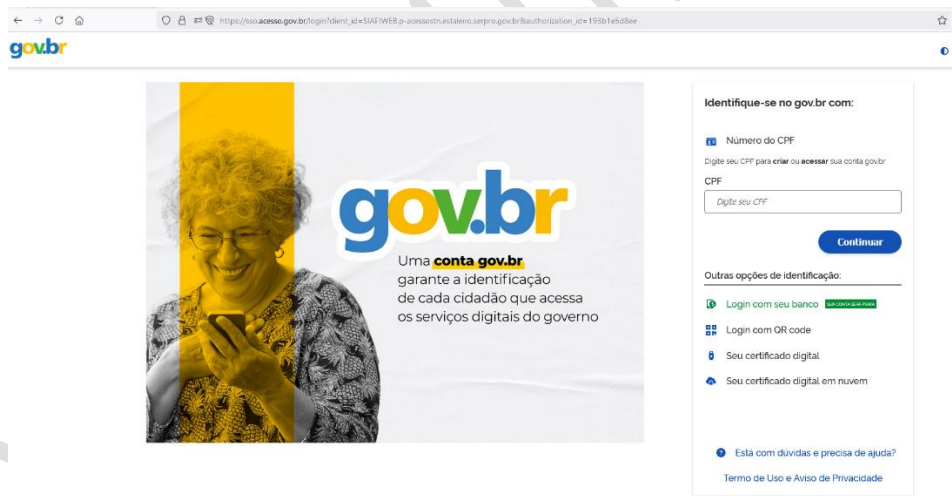 https://sso.acesso.gov.br/login?client_id=SIAFIWEB.p-acessostn.estaleiro.serpro.gov.br&authorization_id=193b1e5d8ee
gov.br
Identifique-se no gov.br com:
Número do CPF
Digite seu CPF para criar ou acessar sua conta gov.br
CPF
Digite seu CPF
Continuar
Outras opções de identificação:
Login com seu banco SUA CONTA SERÁ PRATA
Login com QR code
Seu certificado digital
Seu certificado digital em nuvem
Está com dúvidas e precisa de ajuda?
Termo de Uso e Aviso de Privacidade
gov.br
Uma conta gov.br
garante a identificação
de cada cidadão que acessa
os serviços digitais do governo